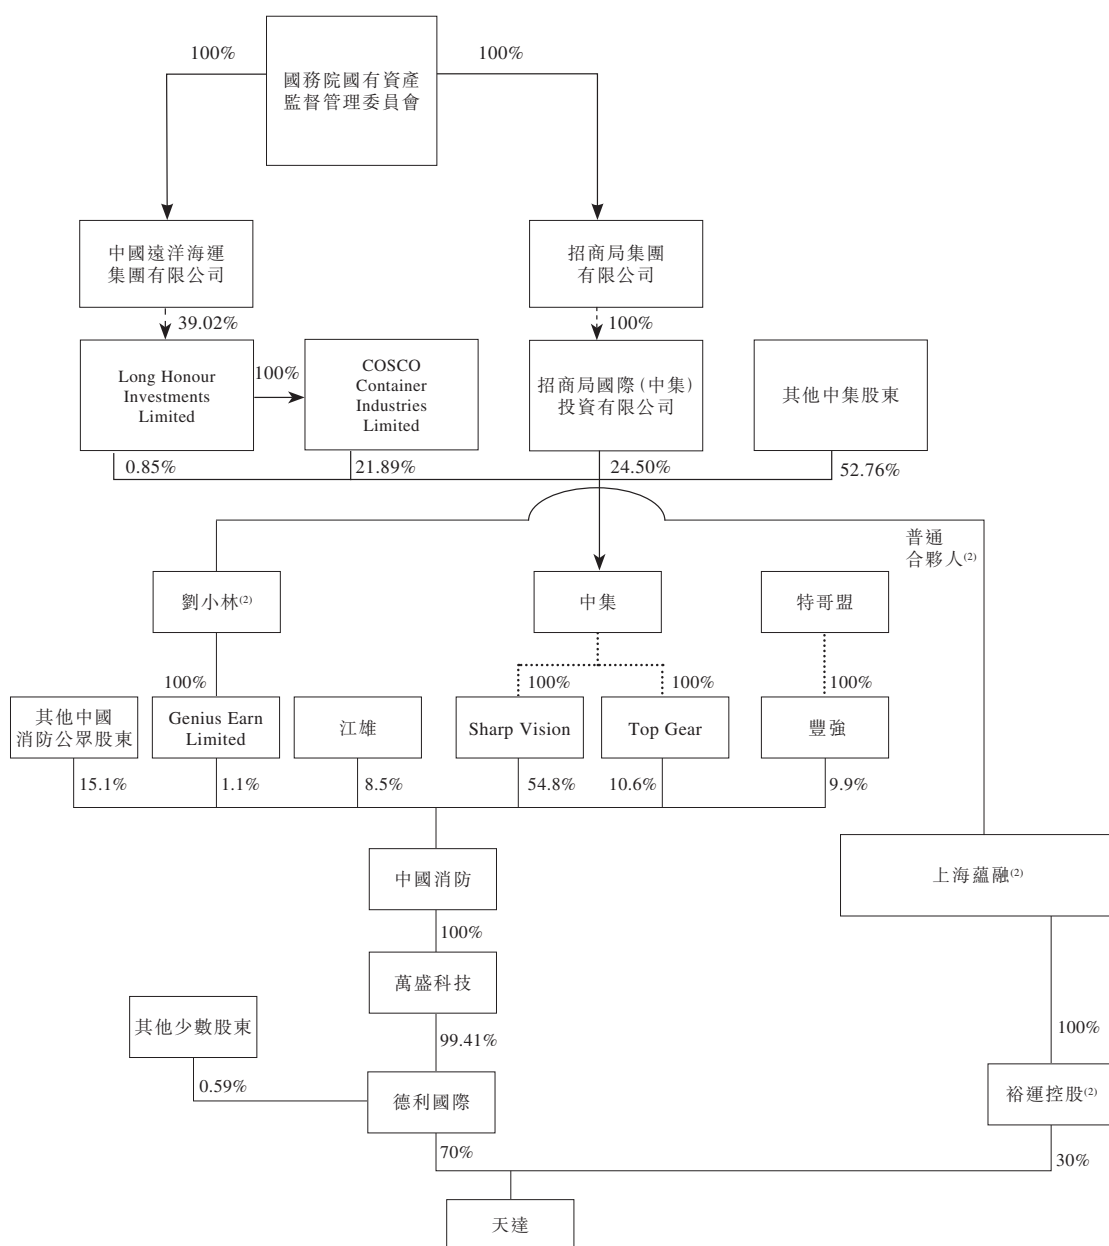 100%
100%
國務院國有資產
監督管理委員會
中國遠洋海運
集團有限公司
招商局集團
有限公司
39.02%
100%
Long Honour
Investments
Limited
100%
COSCO
Container
Industries
Limited
招商局國際(中集)
投資有限公司
其他中集股東
0.85%
21.89%
24.50%
52.76%
普通
合夥人(2)
劉小林(2)
中集
特哥盟
100%
100%
100%
100%
其他中國
消防公眾股東
Genius Earn
Limited
江雄
Sharp Vision
Top Gear
豐強
15.1%
1.1%
8.5%
54.8%
10.6%
9.9%
中國消防
上海蘊融(2)
100%
萬盛科技
其他少數股東
99.41%
100%
0.59%
德利國際
裕運控股(2)
70%
30%
天達